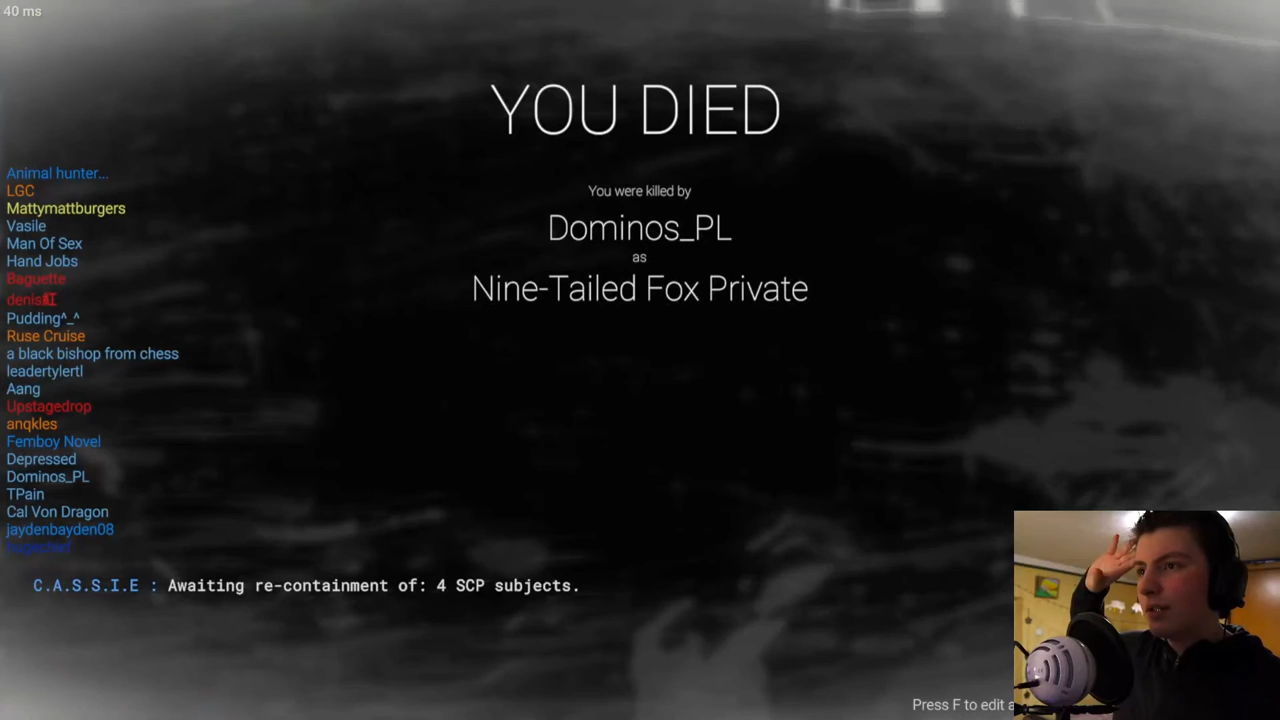 40 ms
YOU DIED
You were killed by
Dominos_PL
as
Nine-Tailed Fox Private
Animal hunter...
LGC
Mattymattburgers
Vasile
Man Of Sex
Hand Jobs
Baguette
denis
Pudding^_^
Ruse Cruise
a black bishop from chess
leadertylertl
Aang
Upstagedrop
anqkles
Femboy Novel
Depressed
Dominos_PL
TPain
Cal Von Dragon
jaydenbayden08
C.A.S.S.I.E : Awaiting re-containment of: 4 SCP subjects.
Press F to edit a